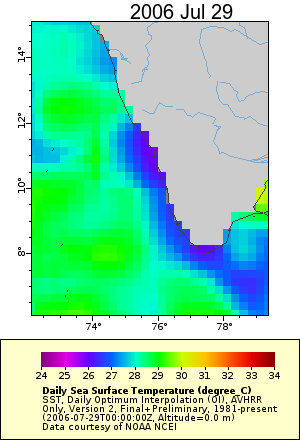 2006 Jul 29
14°
12°
10°
8°
74° 76° 78°
24 25 26 27 28 29 30 31 32 33 34
Daily Sea Surface Temperature (degree_C)
SST, Daily Optimum Interpolation (OI), AVHRR
Only, Version 2, Final+Preliminary, 1981-present
(2006-07-29T00:00:00Z, Altitude=0.0 m)
Data courtesy of NOAA NCEI